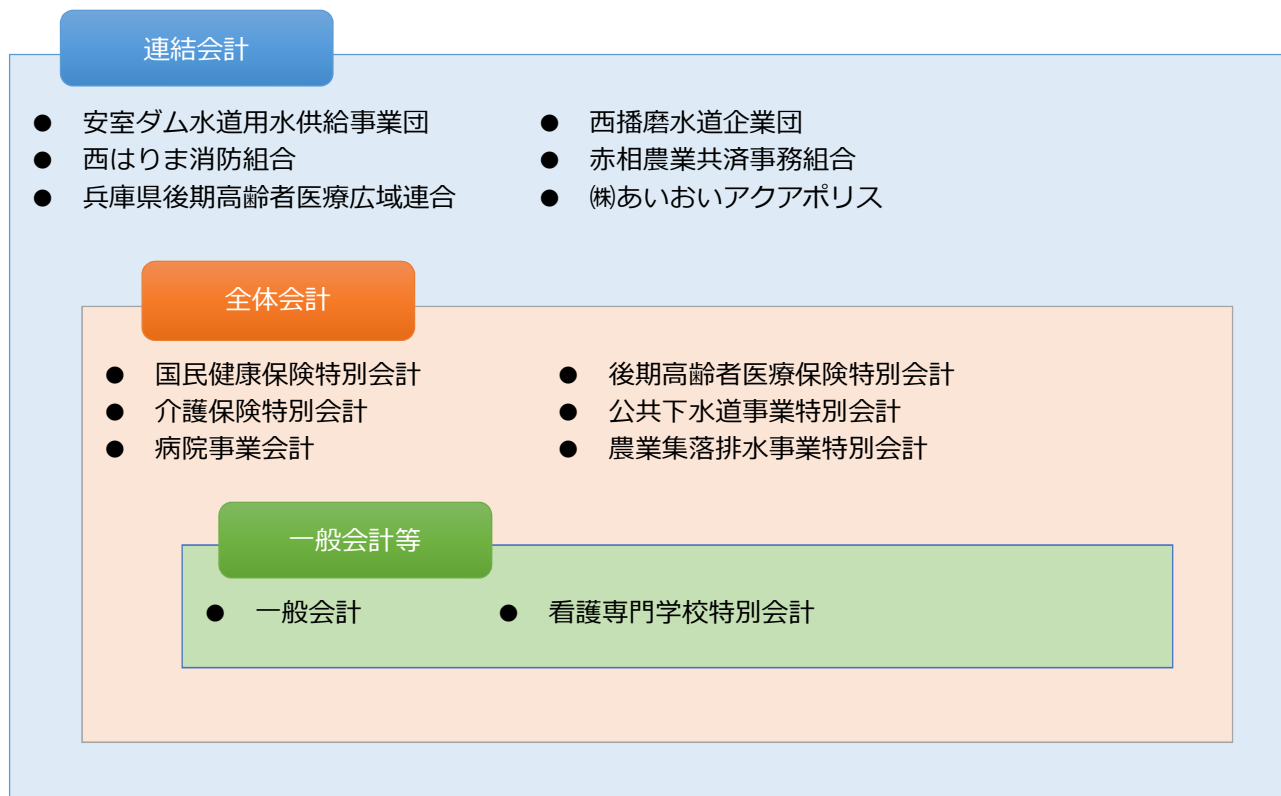 連結会計
● 安室ダム水道用水供給事業団 ● 西播磨水道企業団
● 西はりま消防組合 ● 赤相農業共済事務組合
● 兵庫県後期高齢者医療広域連合 ● ㈱あいおいアクアポリス
全体会計
● 国民健康保険特別会計 ● 後期高齢者医療保険特別会計
● 介護保険特別会計 ● 公共下水道事業特別会計
● 病院事業会計 ● 農業集落排水事業特別会計
一般会計等
● 一般会計 ● 看護専門学校特別会計